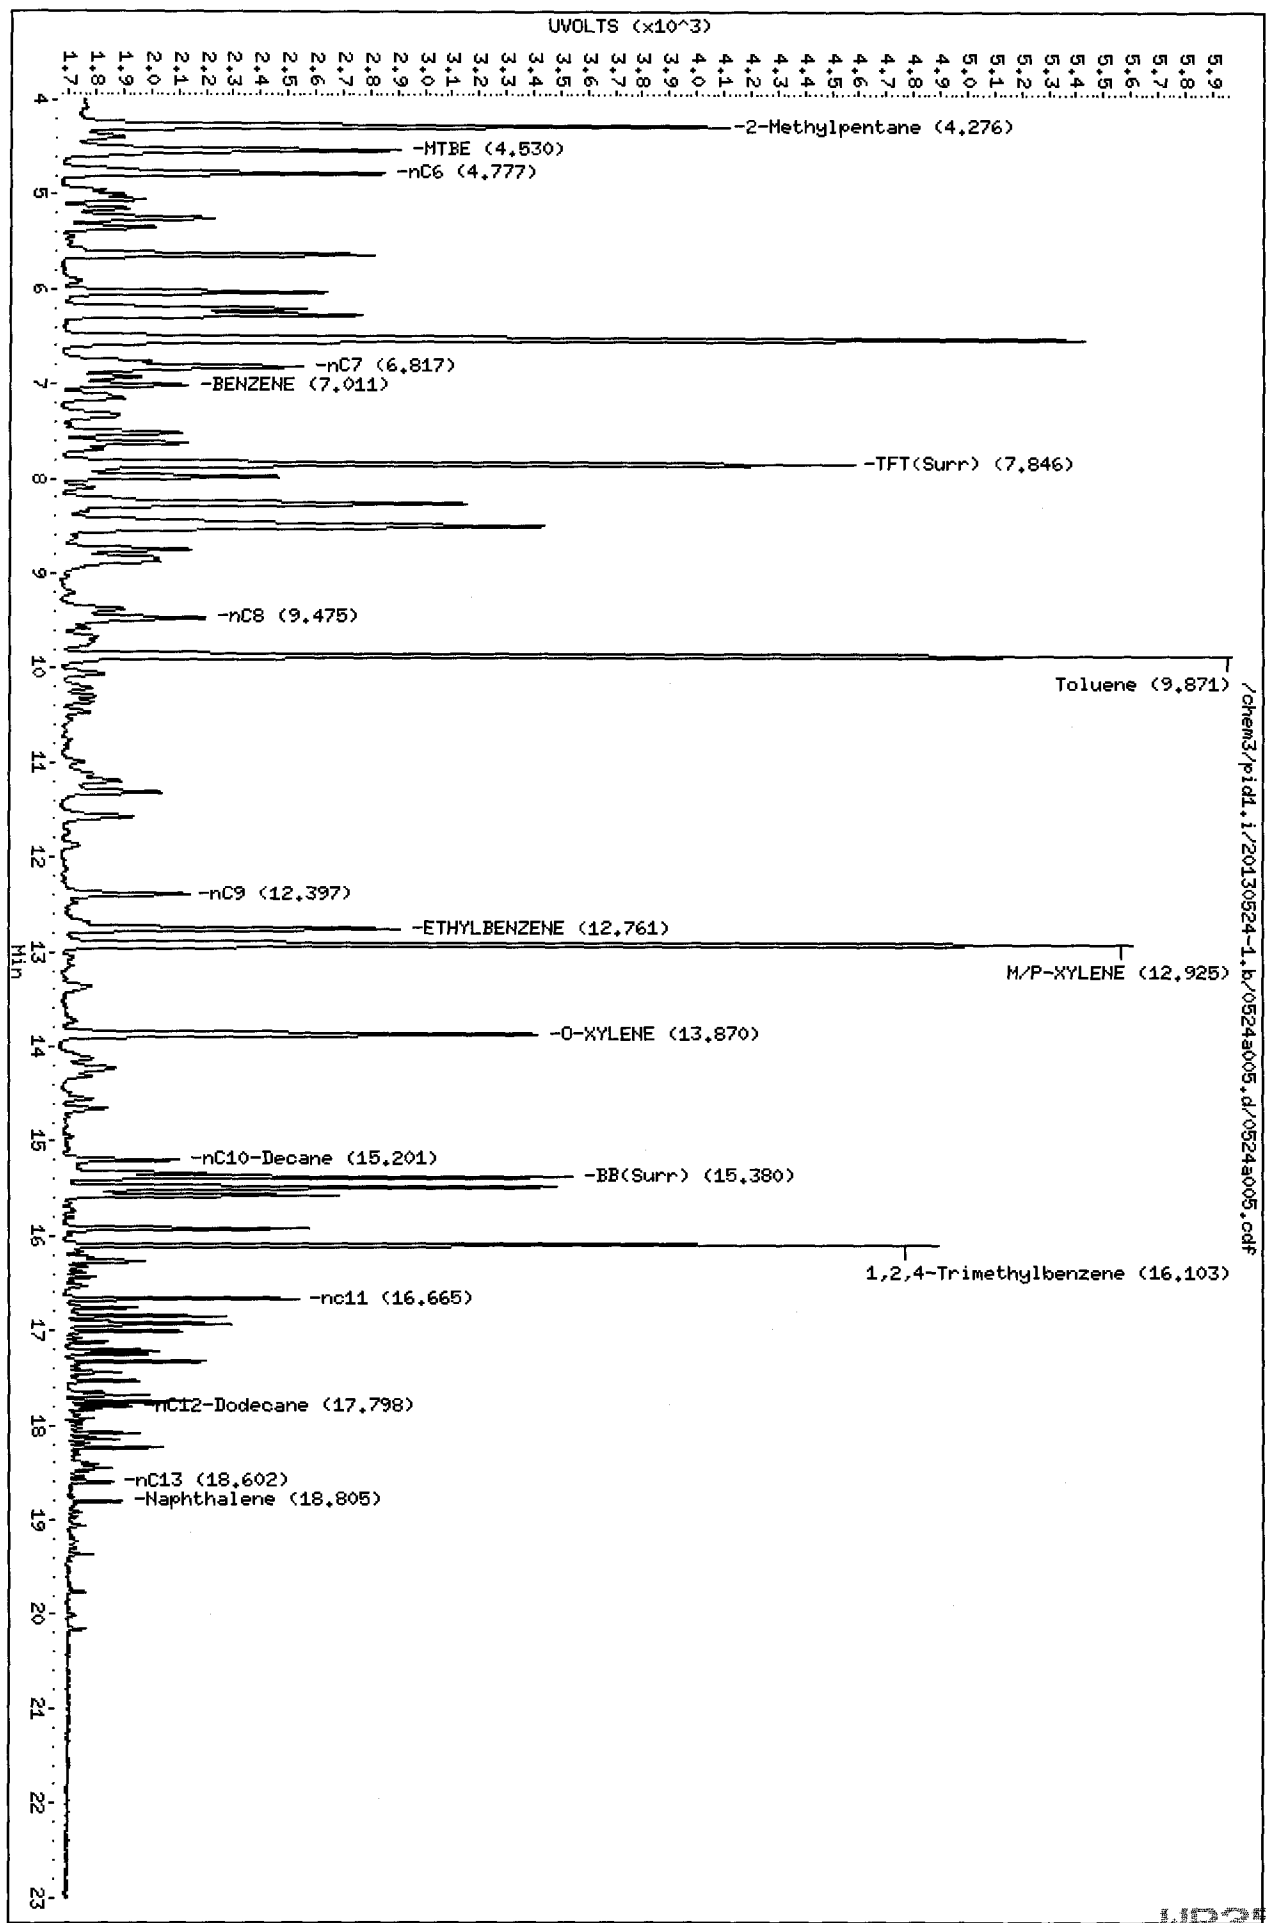 UVOLTS (x10^3)
1.7
1.8
1.9
2.0
2.1
2.2
2.3
2.4
2.5
2.6
2.7
2.8
2.9
3.0
3.1
3.2
3.3
3.4
3.5
3.6
3.7
3.8
3.9
4.0
4.1
4.2
4.3
4.4
4.5
4.6
4.7
4.8
4.9
5.0
5.1
5.2
5.3
5.4
5.5
5.6
5.7
5.8
5.9
4
-2-Methylpentane (4.276)
-MTBE (4.530)
-nC6 (4.777)
5
6
-nC7 (6.817)
7
-BENZENE (7.011)
-TFT(Surr) (7.846)
8
9
-nC8 (9.475)
10
Toluene (9.871)
/chem3/pid1.i/20130524-1.b/0524a005.d/0524a005.cdf
11
12
-nC9 (12.397)
-ETHYLBENZENE (12.761)
13
Min
M/P-XYLENE (12.925)
-O-XYLENE (13.870)
14
15
-nC10-Decane (15.201)
-BB(Surr) (15.380)
16
1,2,4-Trimethylbenzene (16.103)
-nc11 (16.665)
17
-nC12-Dodecane (17.798)
18
-nC13 (18.602)
-Naphthalene (18.805)
19
20
21
22
23